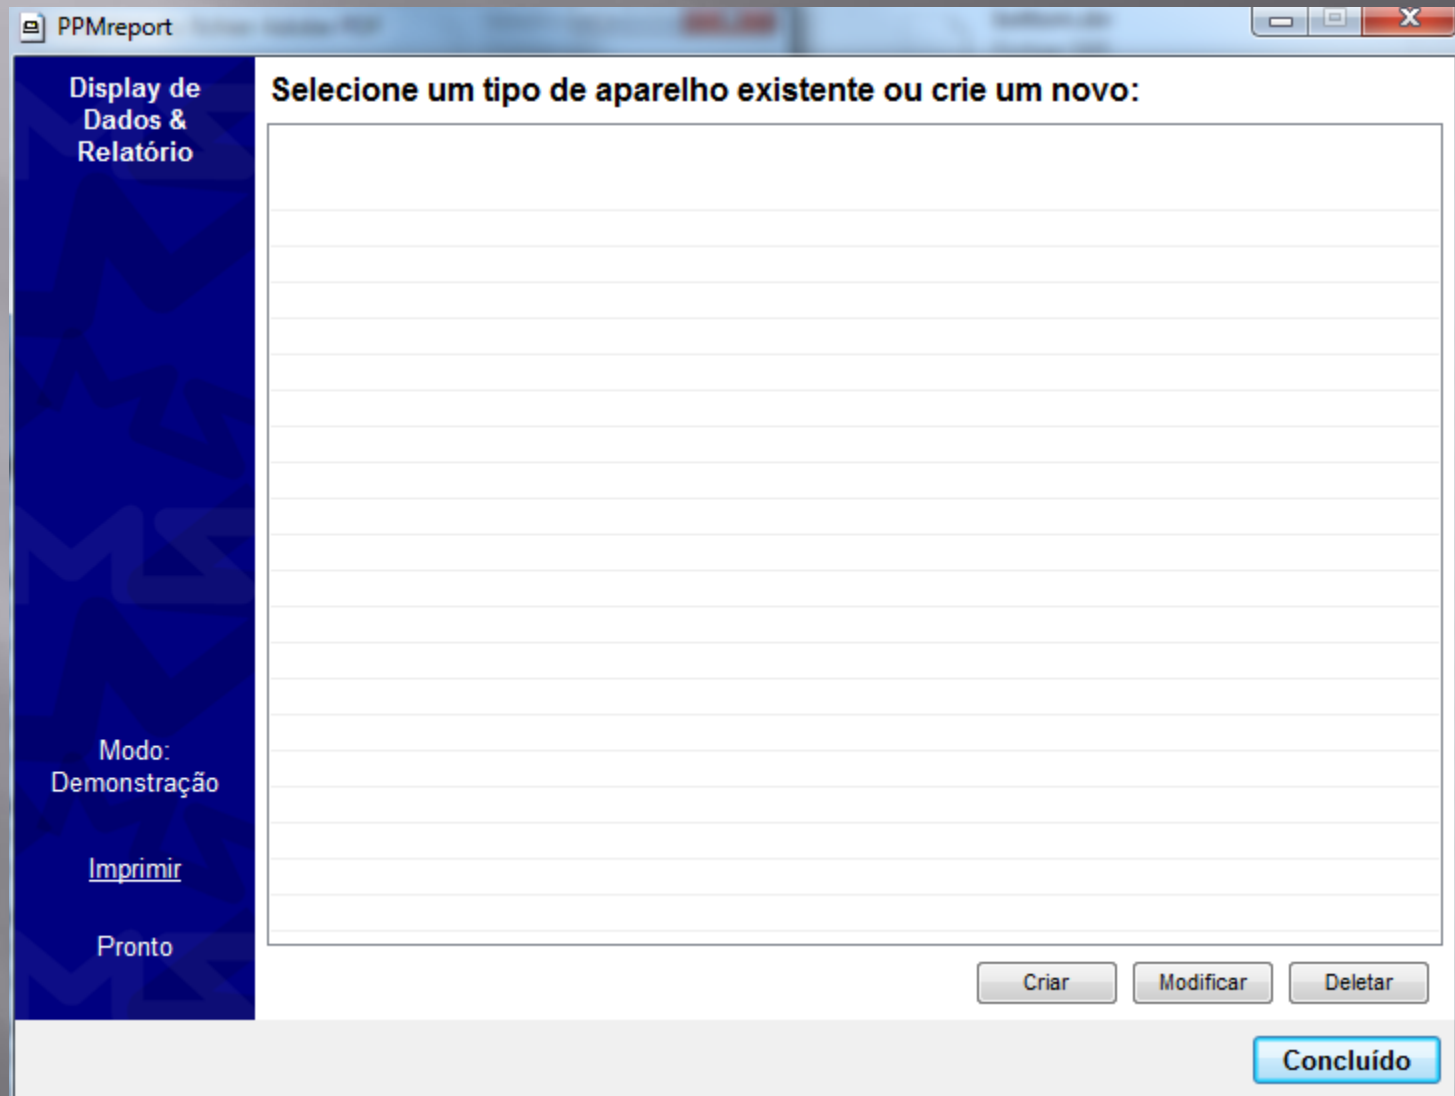 PPMreport
Display de
Dados &
Relatório
Selecione um tipo de aparelho existente ou crie um novo:
Modo:
Demonstração
Imprimir
Pronto
Criar Modificar Deletar
Concluído